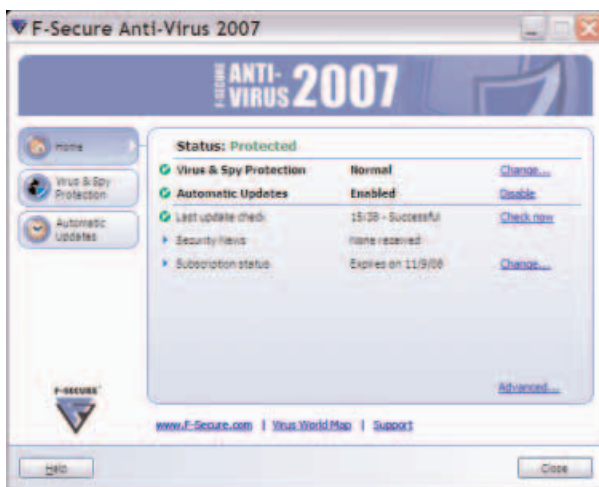 F-Secure Anti-Virus 2007
F-SECURE ANTI-VIRUS 2007
Home
Virus & Spy Protection
Automatic Updates
Status: Protected
Virus & Spy Protection Normal Change...
Automatic Updates Enabled Disable
Last update check 15:38 - Successful Check now
Security News None received
Subscription status Expires on 11/9/08 Change...
Advanced...
F-SECURE
www.F-Secure.com | Virus World Map | Support
Help Close